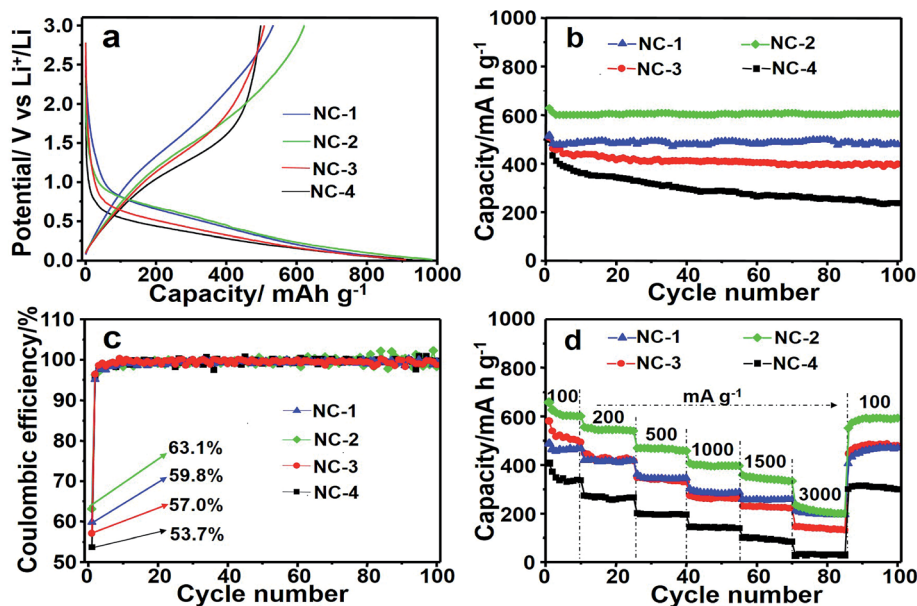 a
Potential/ V vs Li⁺/Li
3.0
2.5
2.0
1.5
1.0
0.5
0.0
NC-1
NC-2
NC-3
NC-4
0 200 400 600 800 1000
Capacity/ mAh g⁻¹
b
Capacity/mA h g⁻¹
1000
800
600
400
200
0
NC-1 NC-2
NC-3 NC-4
0 20 40 60 80 100
Cycle number
c
Coulombic efficiency/%
110
100
90
80
70
60
50
NC-1
NC-2
NC-3
NC-4
63.1%
59.8%
57.0%
53.7%
0 20 40 60 80 100
Cycle number
d
Capacity/mA h g⁻¹
1000
800
600
400
200
0
NC-1 NC-2
NC-3 NC-4
mA g⁻¹
100 200 500 1000 1500 3000 100
0 20 40 60 80 100
Cycle number